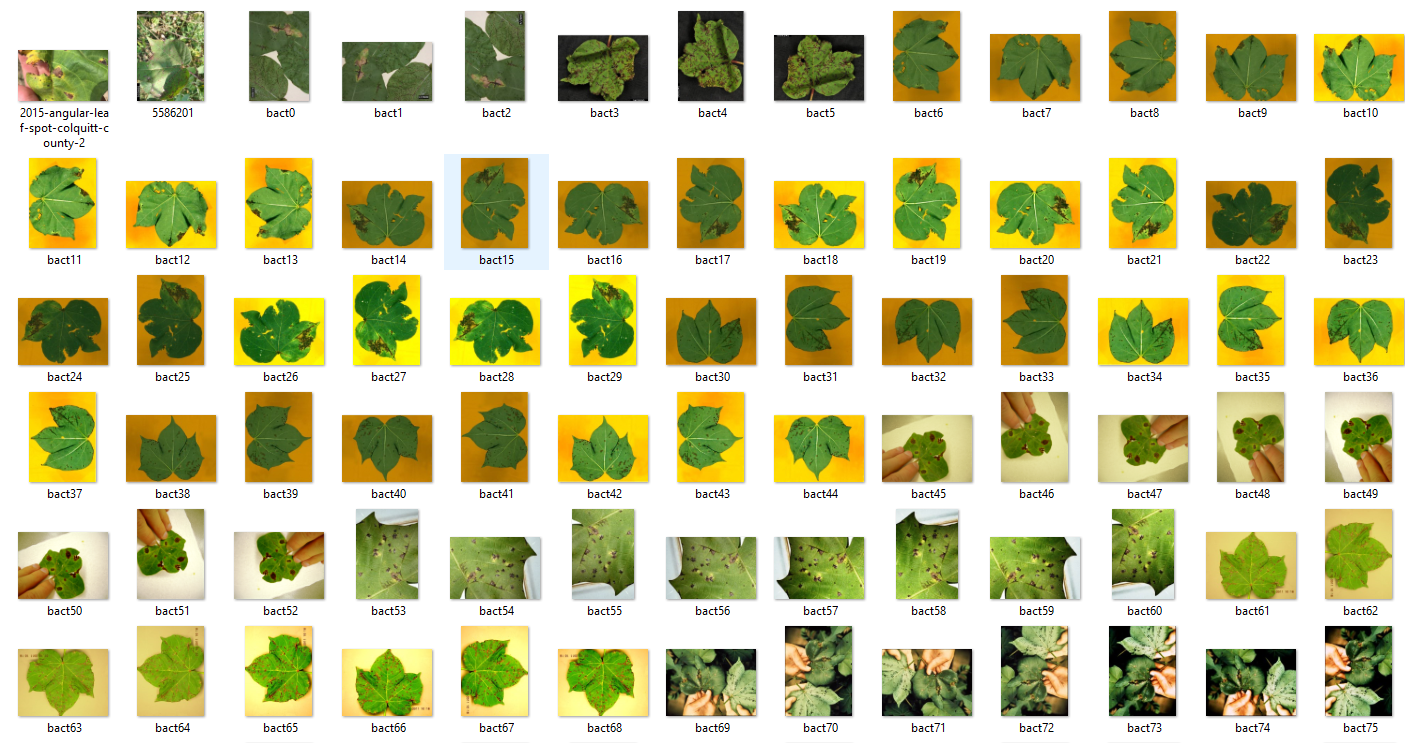 2015-angular-lea
f-spot-colquitt-c
ounty-2
5586201
bact0
bact1
bact2
bact3
bact4
bact5
bact6
bact7
bact8
bact9
bact10
bact11
bact12
bact13
bact14
bact15
bact16
bact17
bact18
bact19
bact20
bact21
bact22
bact23
bact24
bact25
bact26
bact27
bact28
bact29
bact30
bact31
bact32
bact33
bact34
bact35
bact36
bact37
bact38
bact39
bact40
bact41
bact42
bact43
bact44
bact45
bact46
bact47
bact48
bact49
bact50
bact51
bact52
bact53
bact54
bact55
bact56
bact57
bact58
bact59
bact60
bact61
bact62
bact63
bact64
bact65
bact66
bact67
bact68
bact69
bact70
bact71
bact72
bact73
bact74
bact75